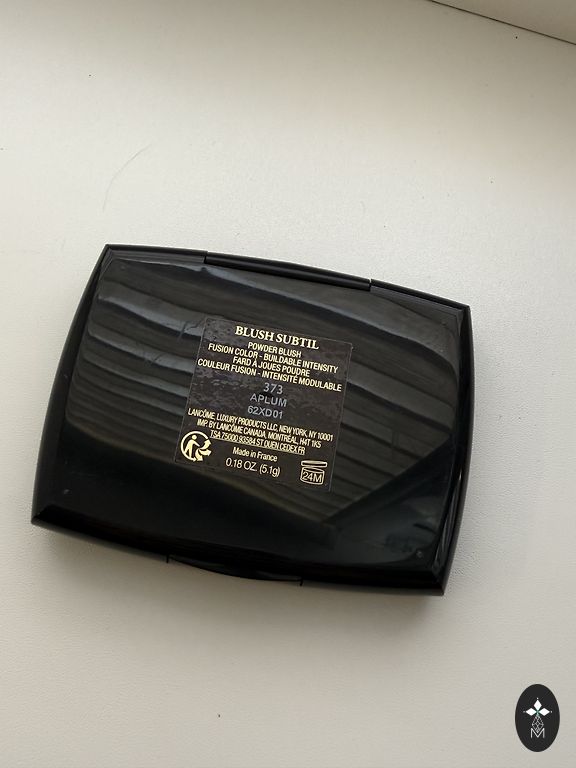 BLUSH SUBTIL
POWDER BLUSH
FUSION COLOR - BUILDABLE INTENSITY
FARD À JOUES POUDRE
COULEUR FUSION - INTENSITÉ MODULABLE
373
APLUM
62XD01
LANCÔME, LUXURY PRODUCTS LLC, NEW YORK, NY 10001
IMP. BY LANCÔME CANADA, MONTRÉAL, H4T 1K5
TSA 75000 93584 ST OUEN CEDEX FR
Made in France
0.18 OZ. (5.1g)
24M
M